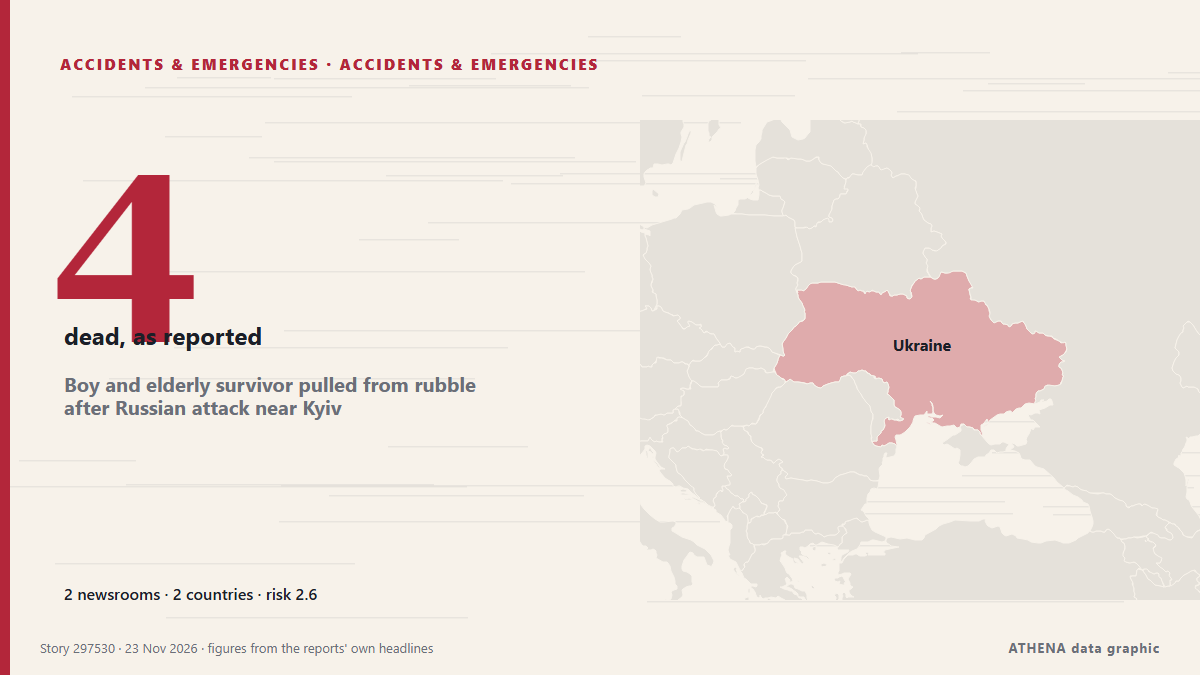 ACCIDENTS & EMERGENCIES · ACCIDENTS & EMERGENCIES
4
dead, as reported
Boy and elderly survivor pulled from rubble
after Russian attack near Kyiv
Ukraine
2 newsrooms · 2 countries · risk 2.6
Story 297530 · 23 Nov 2026 · figures from the reports' own headlines
ATHENA data graphic